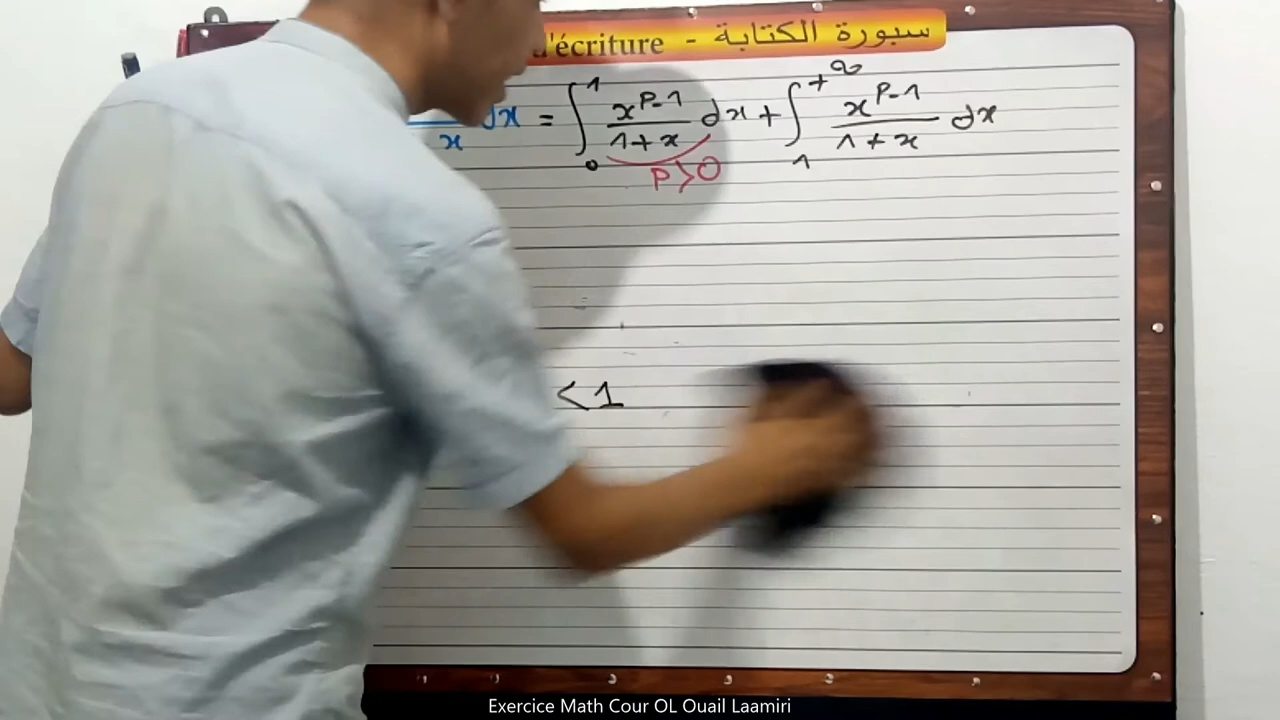 d'écriture - سبورة الكتابة
x dx = ∫₀¹ x^{p-1}/(1+x) dx + ∫₁^{+∞} x^{p-1}/(1+x) dx
p>0
<1
Exercice Math Cour OL Ouail Laamiri